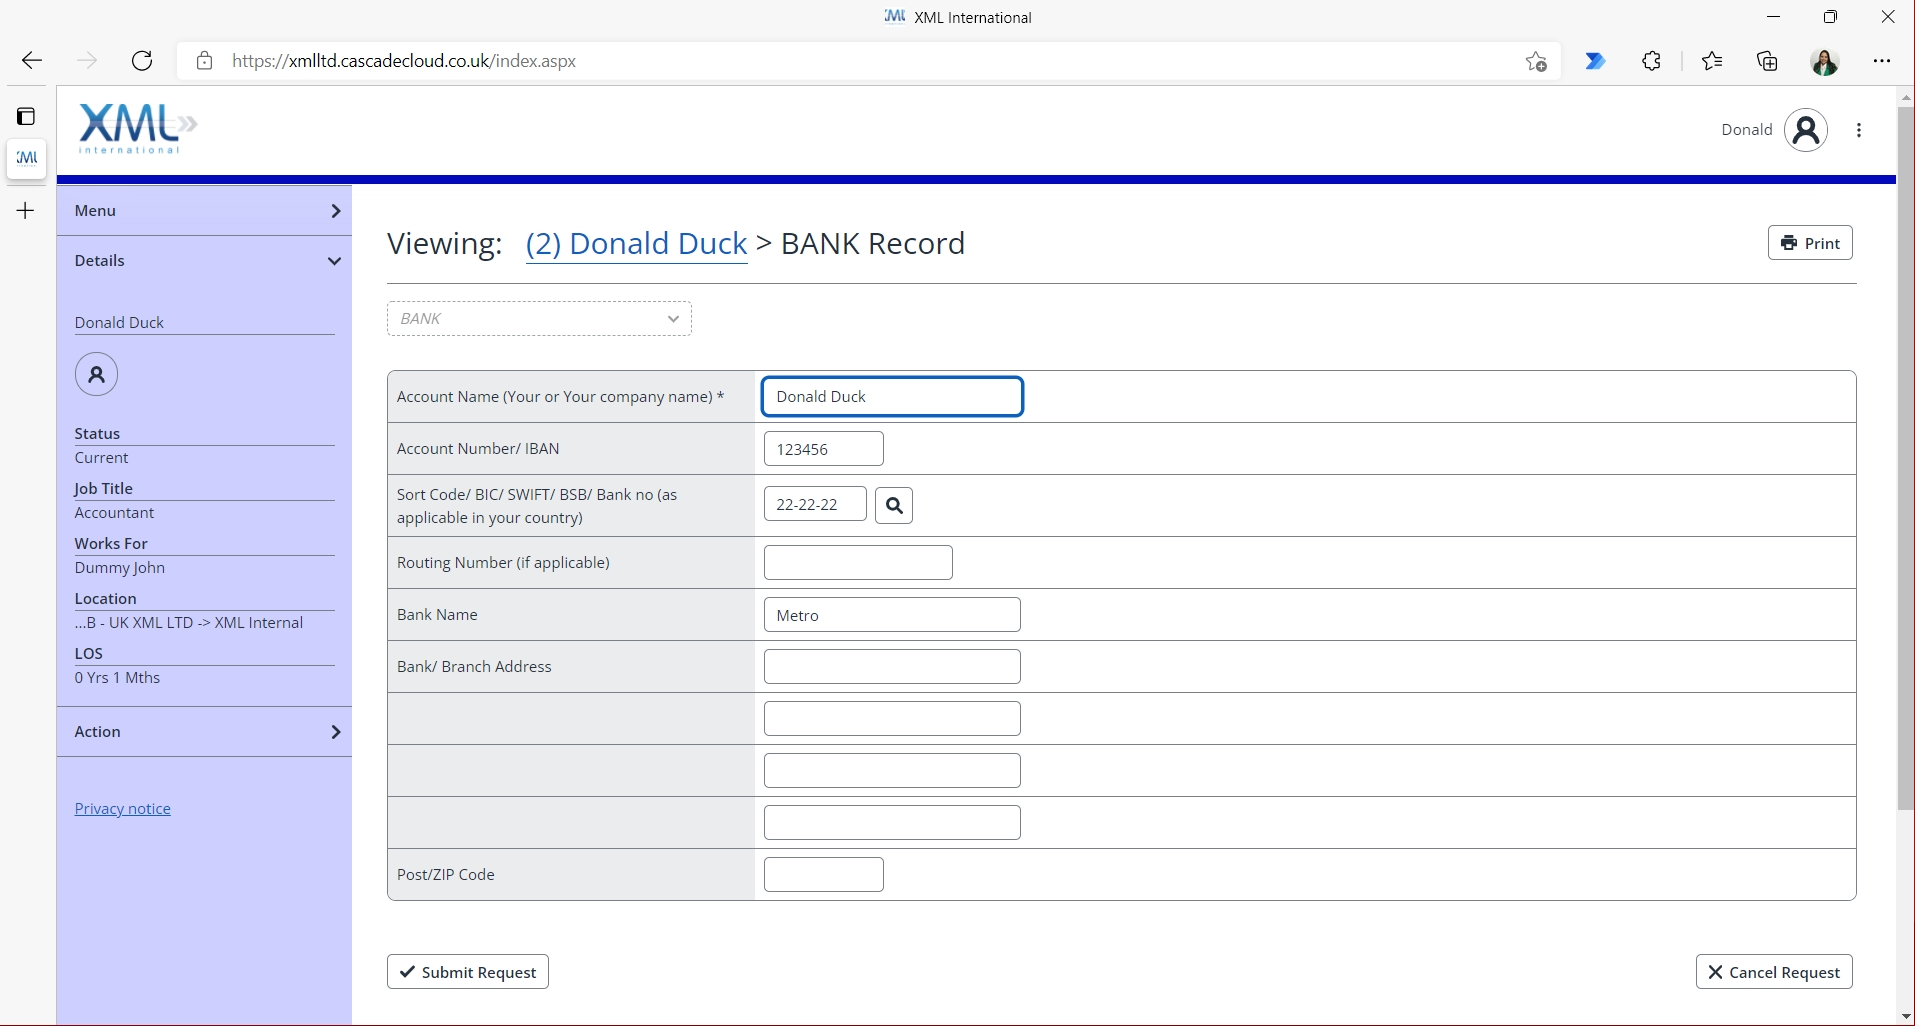 XML International
https://xmlltd.cascadecloud.co.uk/index.aspx
XML
international
Donald
Menu
Details
Donald Duck
Status
Current
Job Title
Accountant
Works For
Dummy John
Location
...B - UK XML LTD -> XML Internal
LOS
0 Yrs 1 Mths
Action
Privacy notice
Viewing: (2) Donald Duck > BANK Record
Print
BANK
Account Name (Your or Your company name) *
Donald Duck
Account Number/ IBAN
123456
Sort Code/ BIC/ SWIFT/ BSB/ Bank no (as
applicable in your country)
22-22-22
Routing Number (if applicable)
Bank Name
Metro
Bank/ Branch Address
Post/ZIP Code
Submit Request
Cancel Request